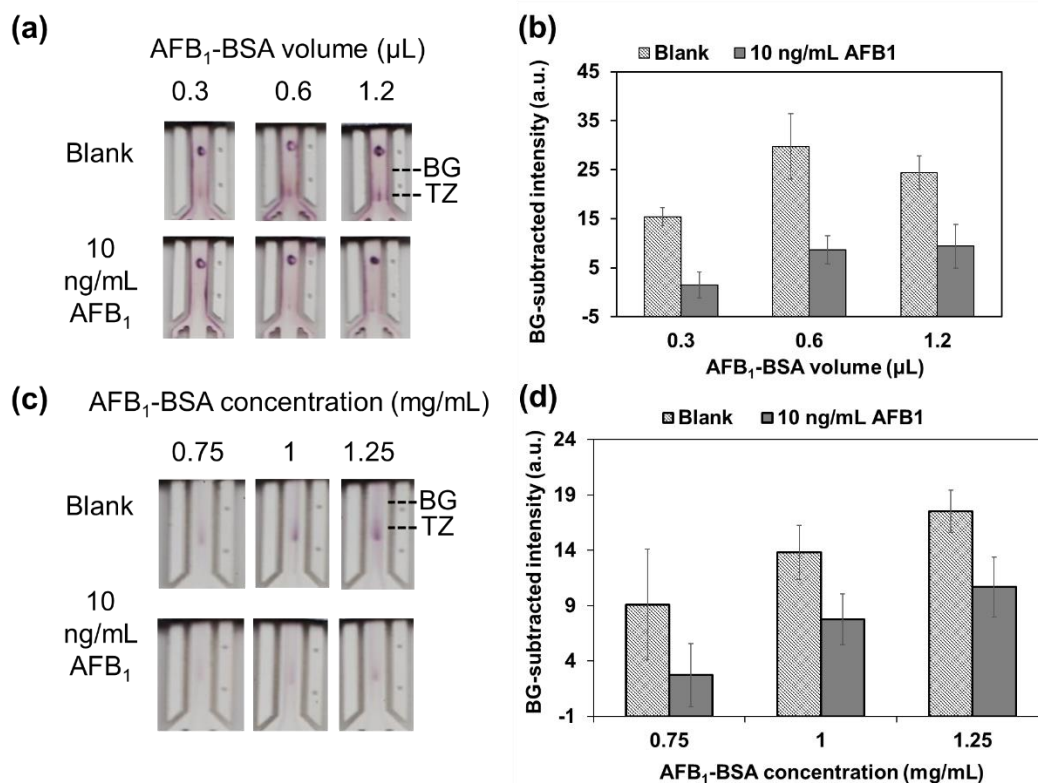 (a)
AFB₁-BSA volume (µL)
0.3 0.6 1.2
Blank
BG
TZ
10
ng/mL
AFB₁
(b)
Blank 10 ng/mL AFB1
BG-subtracted intensity (a.u.)
45
35
25
15
5
-5
0.3 0.6 1.2
AFB₁-BSA volume (µL)
(c)
AFB₁-BSA concentration (mg/mL)
0.75 1 1.25
Blank
BG
TZ
10
ng/mL
AFB₁
(d)
Blank 10 ng/mL AFB1
BG-subtracted intensity (a.u.)
24
19
14
9
4
-1
0.75 1 1.25
AFB₁-BSA concentration (mg/mL)